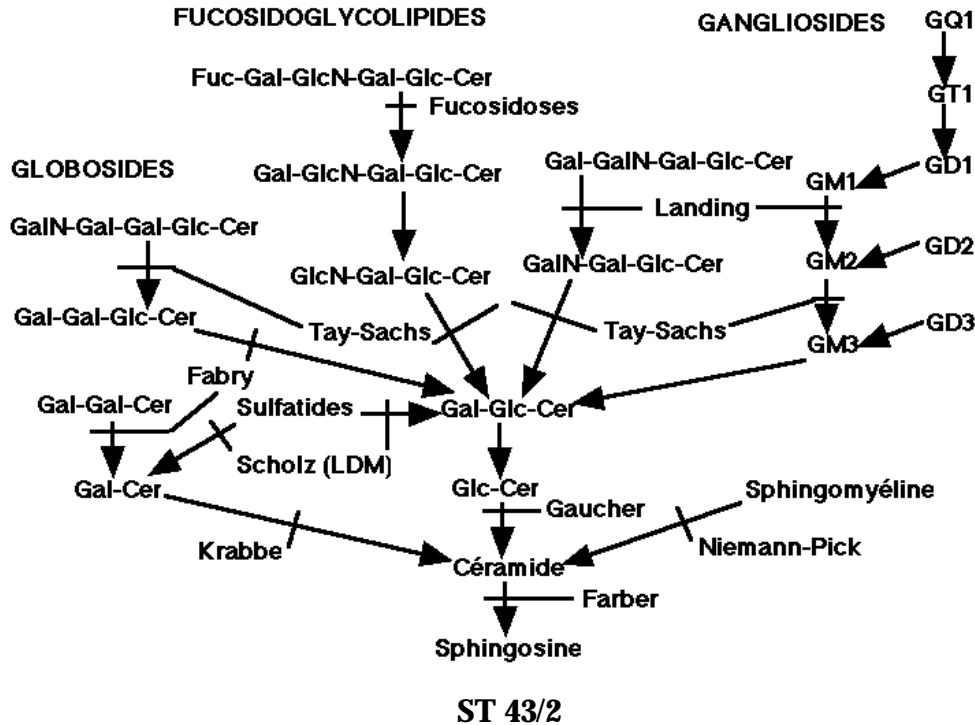 FUCOSIDOGLYCOLIPIDES
GANGLIOSIDES
GQ1
Fuc-Gal-GlcN-Gal-Glc-Cer
GT1
Fucosidoses
GLOBOSIDES
Gal-GlcN-Gal-Glc-Cer
Gal-GalN-Gal-Glc-Cer
GM1
GD1
GalN-Gal-Gal-Glc-Cer
Landing
GlcN-Gal-Glc-Cer
GalN-Gal-Glc-Cer
GM2
GD2
Gal-Gal-Glc-Cer
Tay-Sachs
Tay-Sachs
GM3
GD3
Fabry
Gal-Gal-Cer
Sulfatides
Gal-Glc-Cer
Scholz (LDM)
Gal-Cer
Glc-Cer
Sphingomyéline
Gaucher
Krabbe
Niemann-Pick
Céramide
Farber
Sphingosine
ST 43/2